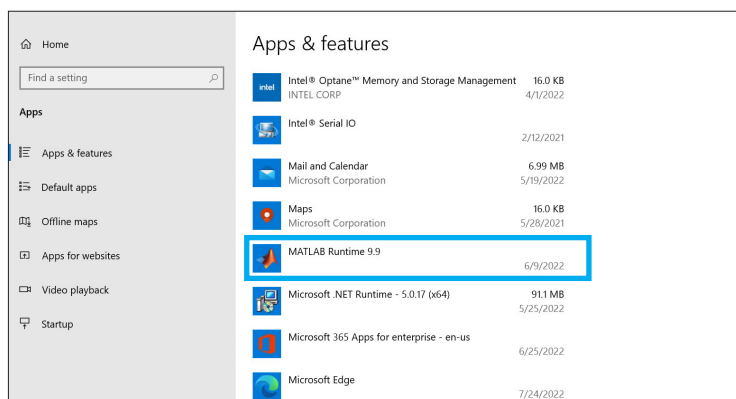 Home
Find a setting
Apps
Apps & features
Default apps
Offline maps
Apps for websites
Video playback
Startup
Apps & features
intel
Intel® Optane™ Memory and Storage Management 16.0 KB
INTEL CORP 4/1/2022
Intel® Serial IO
2/12/2021
Mail and Calendar 6.99 MB
Microsoft Corporation 5/19/2022
Maps 16.0 KB
Microsoft Corporation 5/28/2021
MATLAB Runtime 9.9
6/9/2022
Microsoft .NET Runtime - 5.0.17 (x64) 91.1 MB
5/25/2022
Microsoft 365 Apps for enterprise - en-us
6/25/2022
Microsoft Edge
7/24/2022